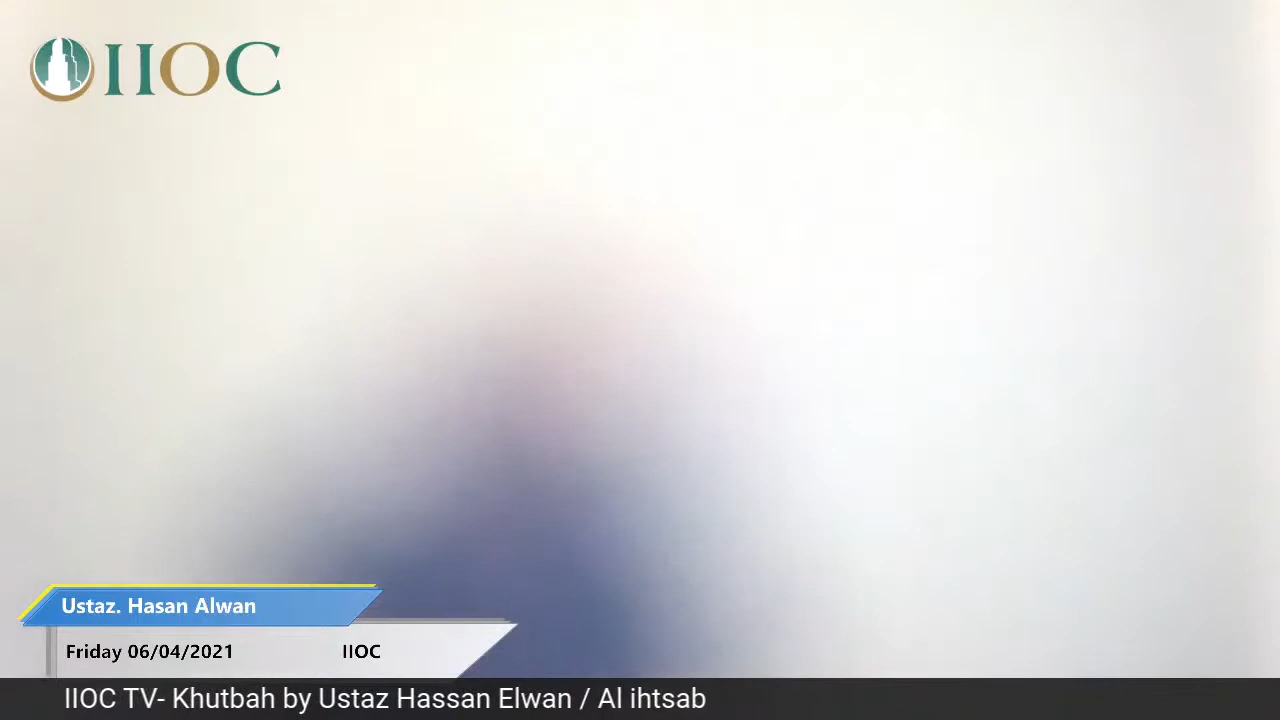 IIOC
Ustaz. Hasan Alwan
Friday 06/04/2021 IIOC
IIOC TV- Khutbah by Ustaz Hassan Elwan / Al ihtsab